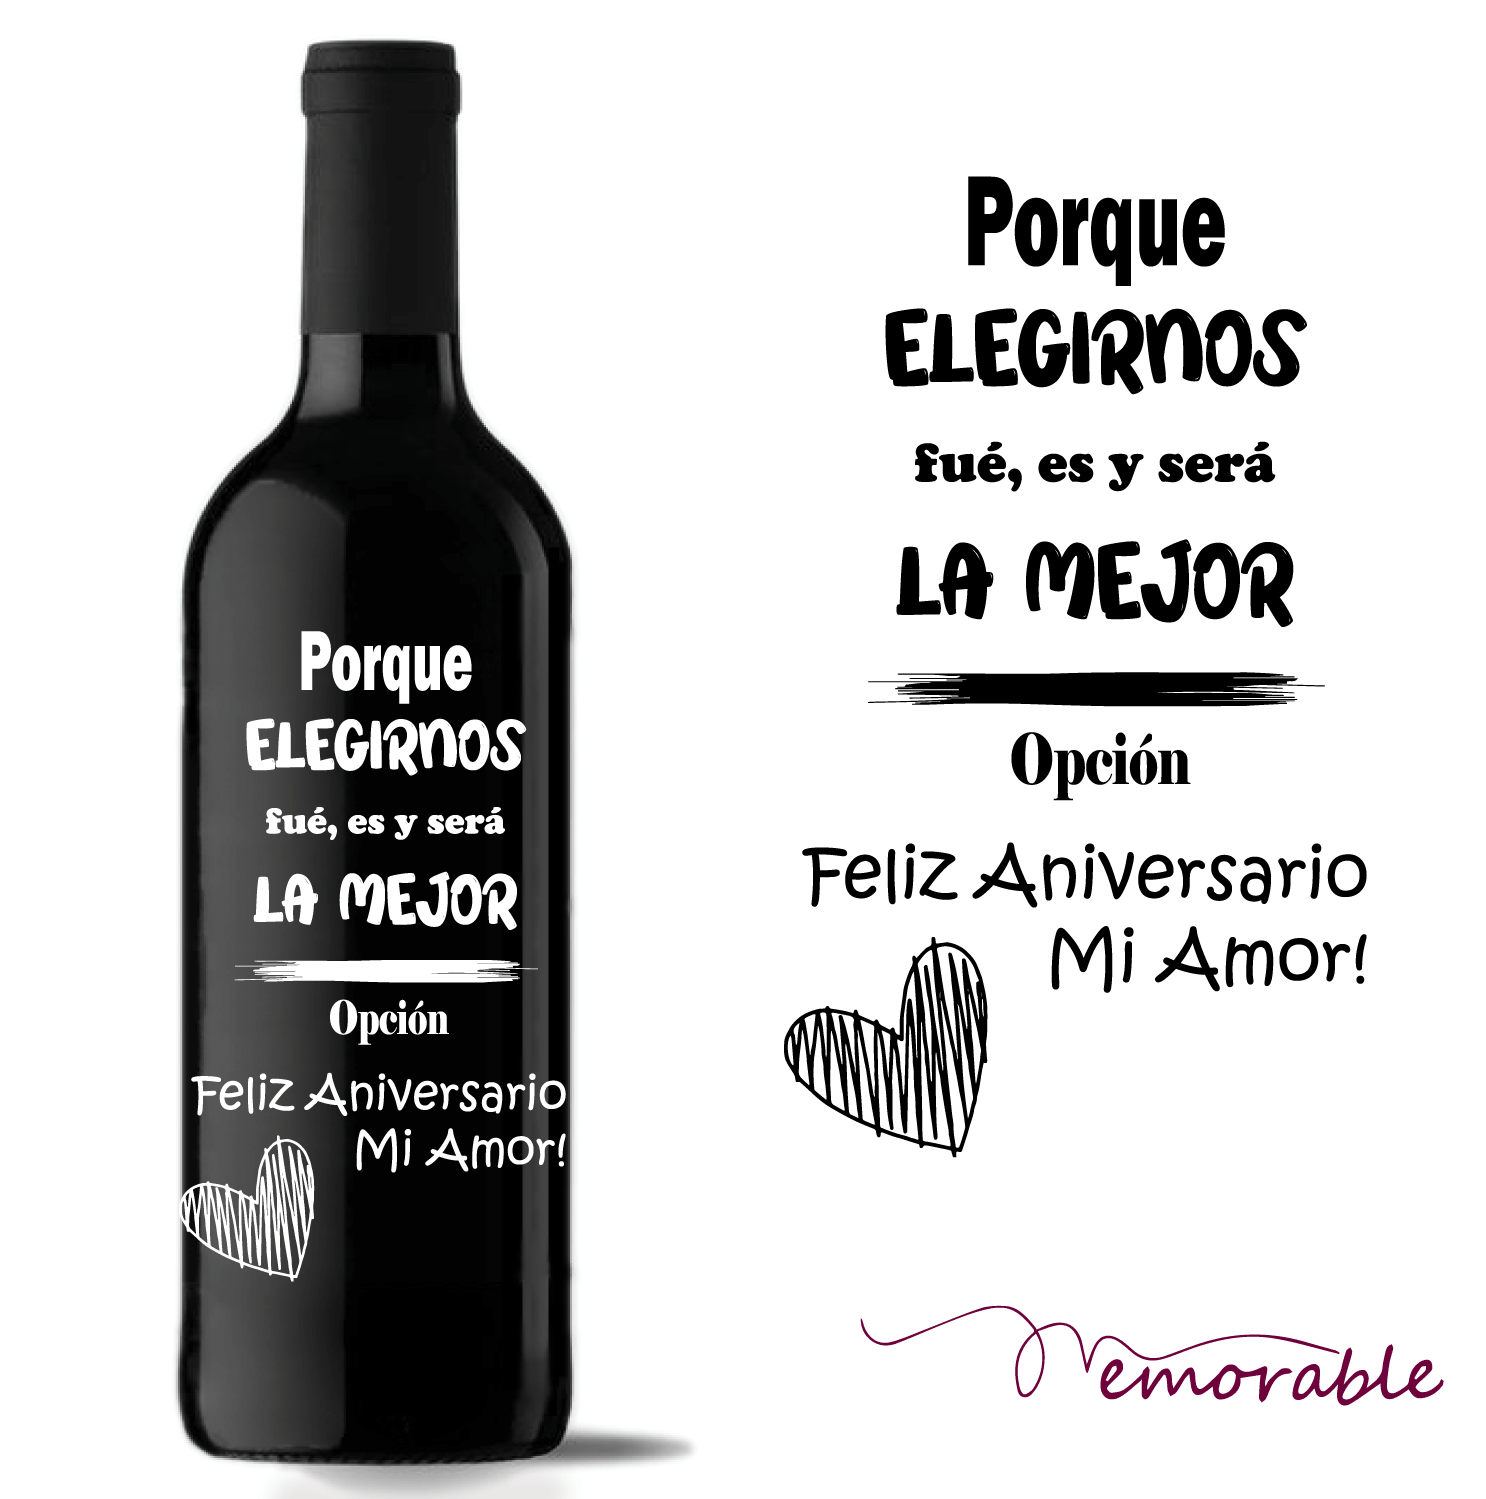 Porque
ELEGIRNOS
fué, es y será
LA MEJOR
Opción
Feliz Aniversario
Mi Amor!
Porque
ELEGIRNOS
fué, es y será
LA MEJOR
Opción
Feliz Aniversario
Mi Amor!
Memorable